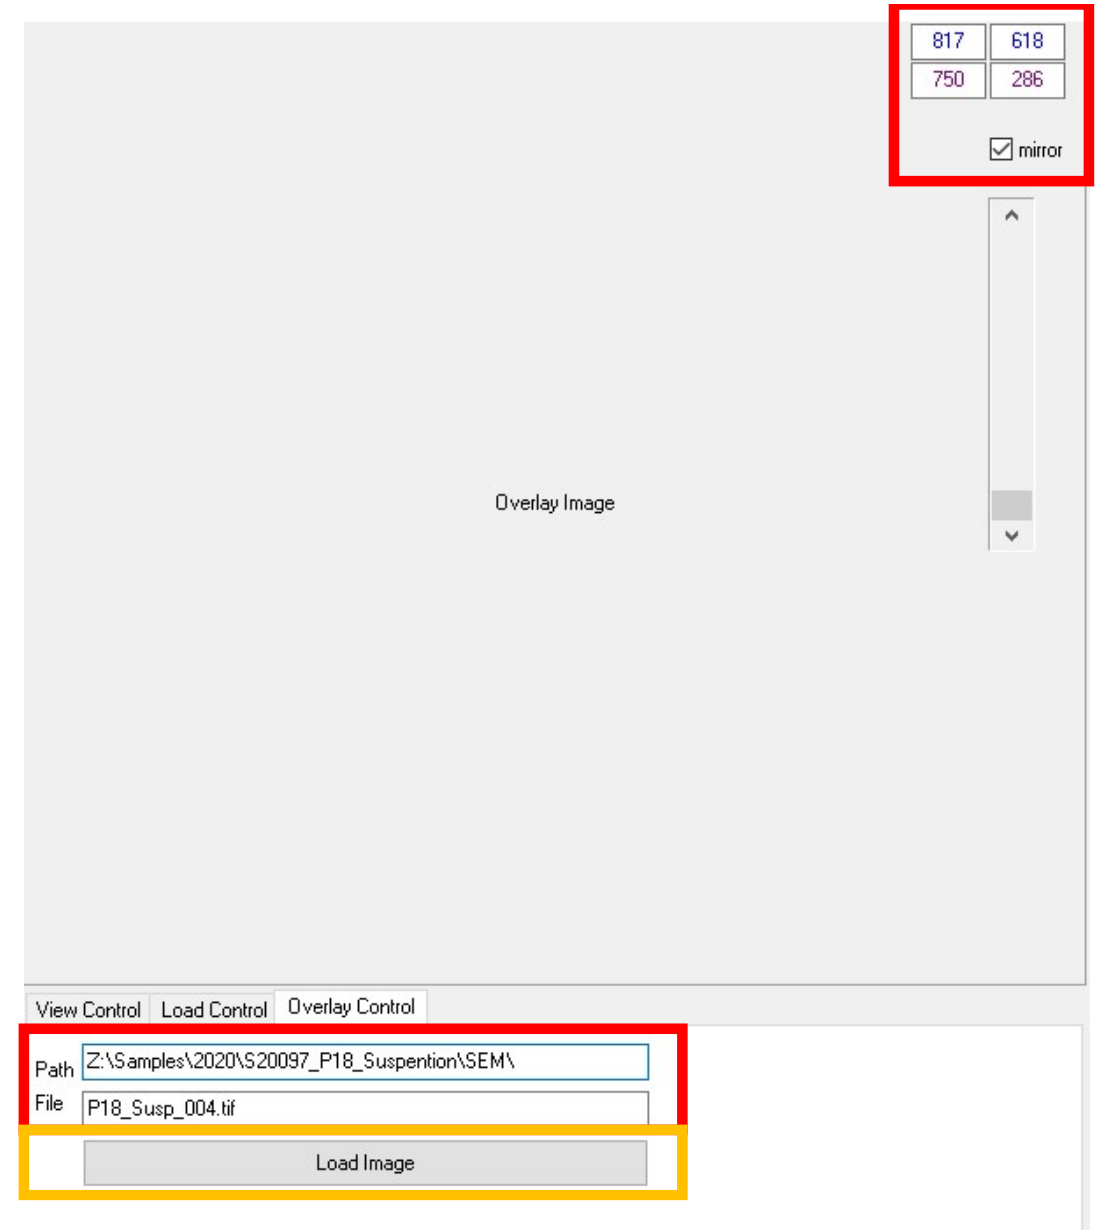 817 618
750 286
mirror
Overlay Image
View Control Load Control Overlay Control
Path Z:\Samples\2020\S20097_P18_Suspention\SEM\
File P18_Susp_004.tif
Load Image